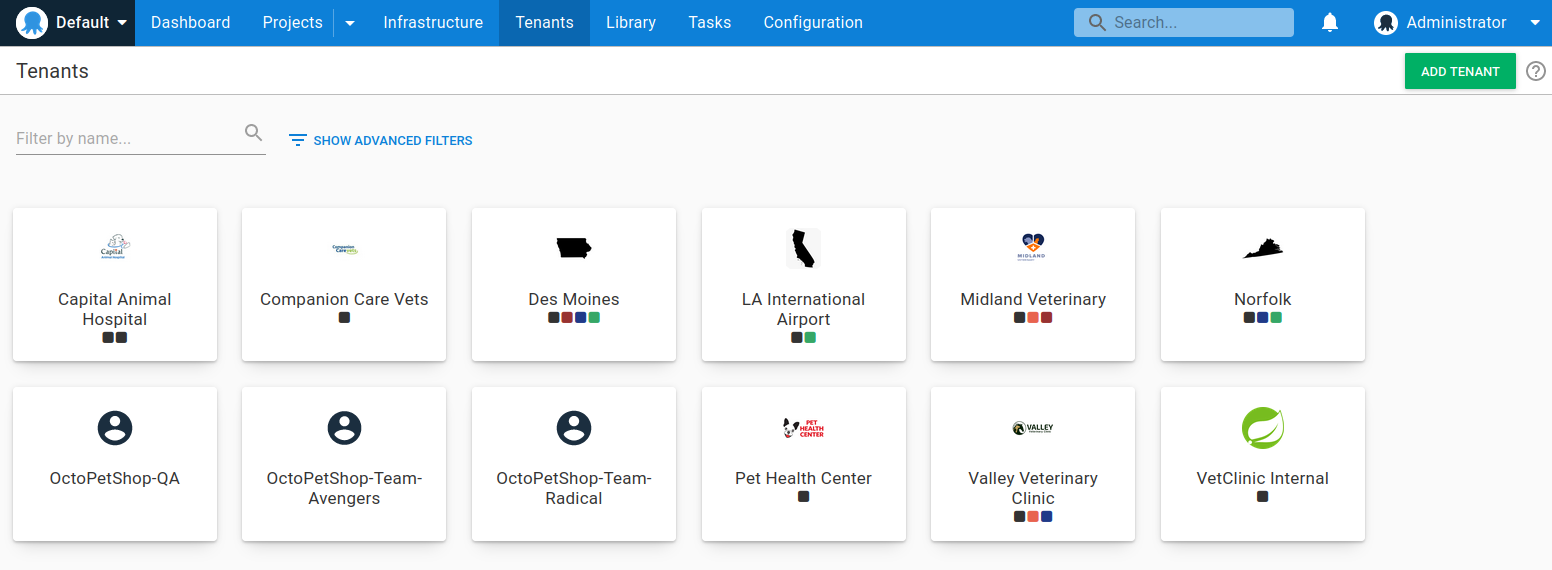 Default
Dashboard
Projects
Infrastructure
Tenants
Library
Tasks
Configuration
Search...
Administrator
Tenants
ADD TENANT
Filter by name...
SHOW ADVANCED FILTERS
Capital
Capital Animal
Hospital
Companion
Companion Care Vets
Des Moines
LA International
Airport
MIDLAND
Midland Veterinary
Norfolk
OctoPetShop-QA
OctoPetShop-Team-
Avengers
OctoPetShop-Team-
Radical
PET
HEALTH
CENTER
Pet Health Center
VALLEY
Valley Veterinary
Clinic
VetClinic Internal